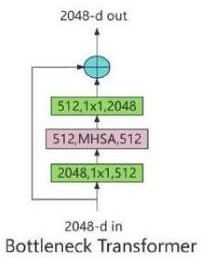 2048-d out
512,1x1,2048
512,MHSA,512
2048,1x1,512
2048-d in
Bottleneck Transformer